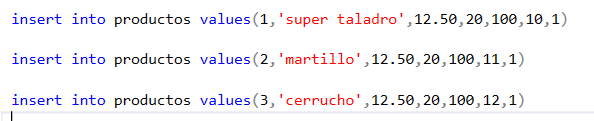 insert into productos values(1,'super taladro',12.50,20,100,10,1)
insert into productos values(2,'martillo',12.50,20,100,11,1)
insert into productos values(3,'cerrucho',12.50,20,100,12,1)